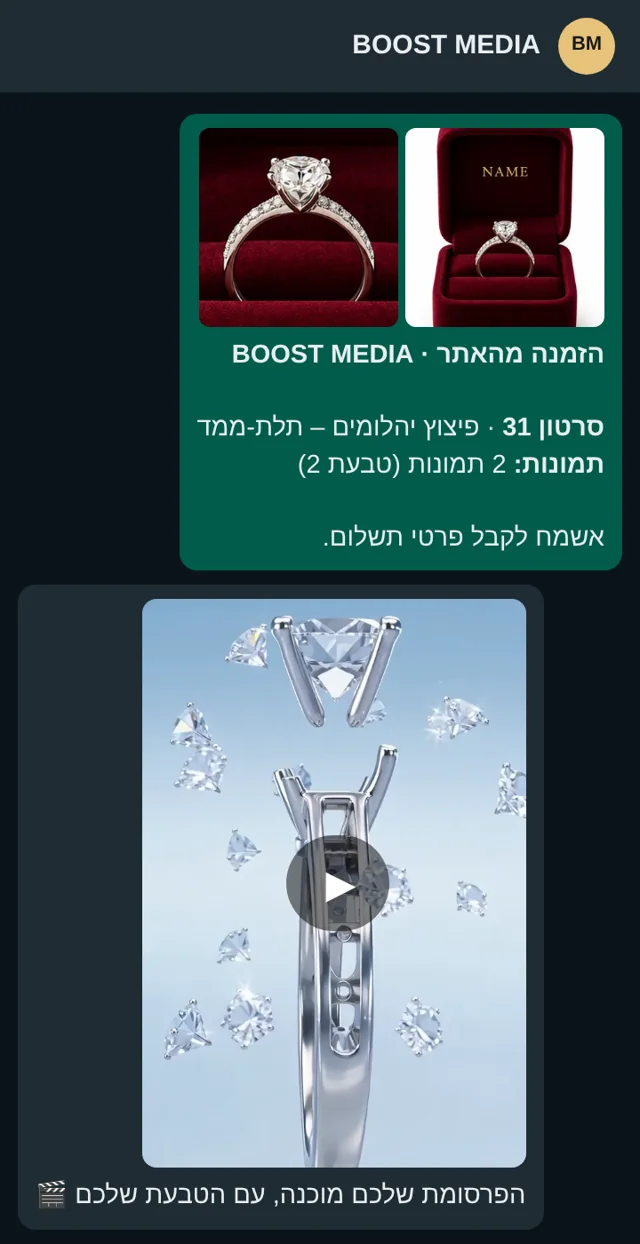 BOOST MEDIA
BM
NAME
הזמנה מהאתר · BOOST MEDIA
סרטון 31 · פיצוץ יהלומים – תלת-ממד
תמונות: 2 תמונות (טבעת 2)
אשמח לקבל פרטי תשלום.
הפרסומת שלכם מוכנה, עם הטבעת שלכם 🎬